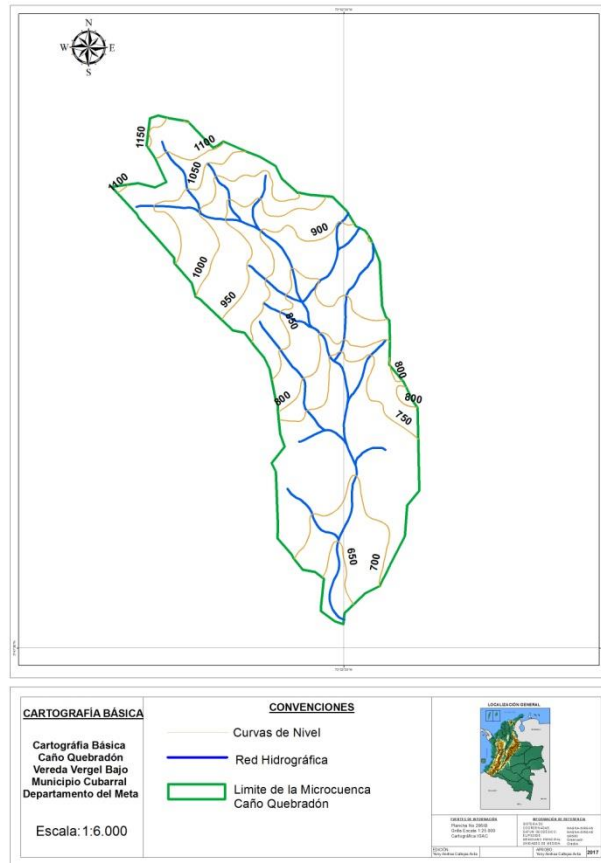 N
W
E
S
1150
1100
1100
1050
900
1000
950
850
800
800
800
750
650
700
CARTOGRAFÍA BÁSICA
Cartográfia Básica
Caño Quebradón
Vereda Vergel Bajo
Municipio Cubarral
Departamento del Meta
Escala: 1:6.000
CONVENCIONES
Curvas de Nivel
Red Hidrográfica
Limite de la Microcuenca
Caño Quebradón
LOCALIZACIÓN GENERAL
2017